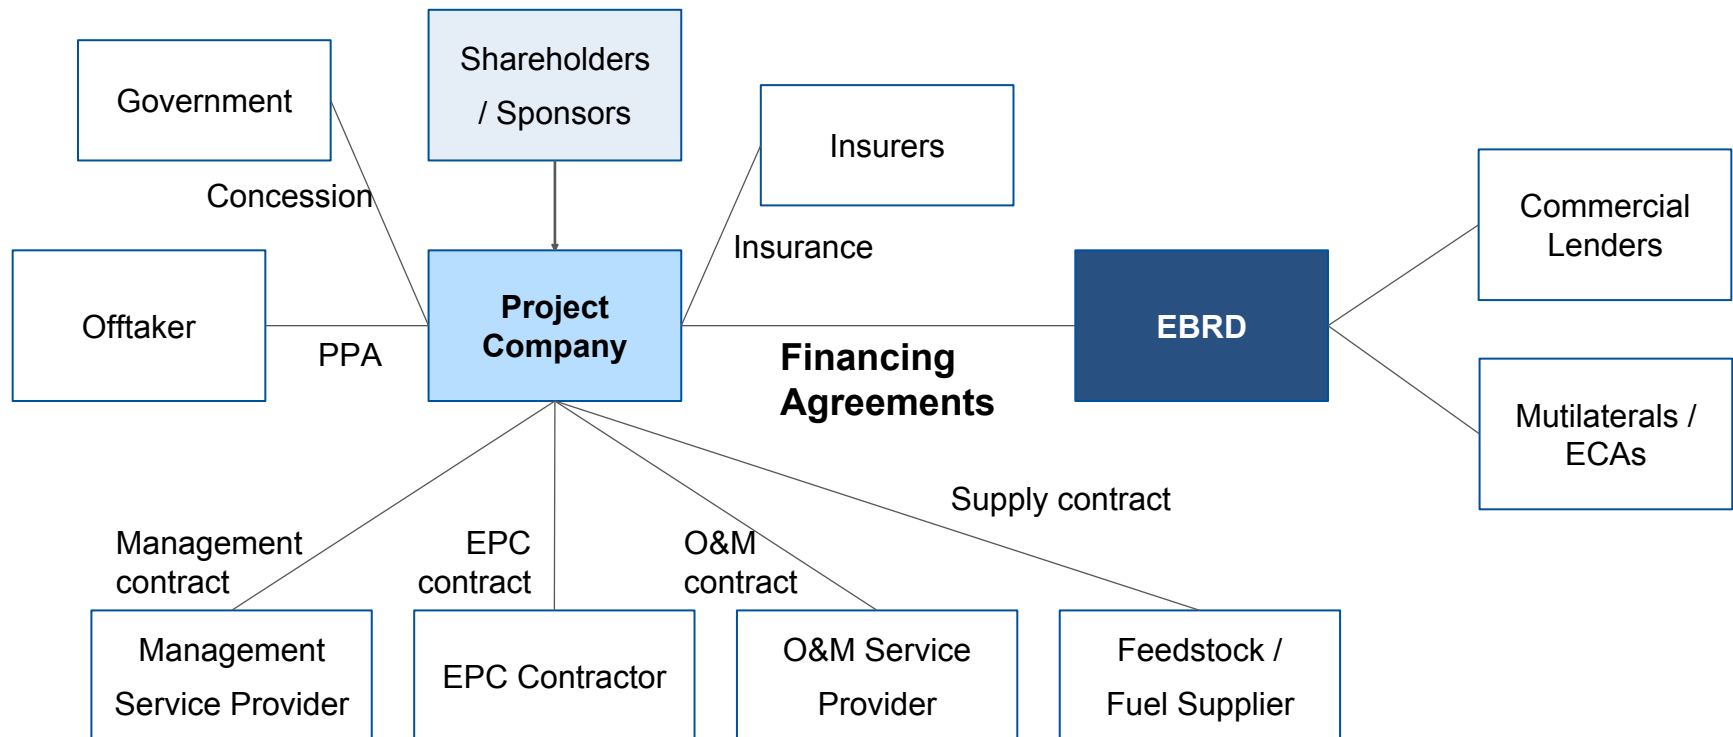 Shareholders
/ Sponsors
Government
Insurers
Concession
Commercial
Lenders
Insurance
Offtaker
PPA
Project
Company
EBRD
Financing
Agreements
Mutilaterals /
ECAs
Supply contract
Management
contract
EPC
contract
O&M
contract
Management
Service Provider
EPC Contractor
O&M Service
Provider
Feedstock /
Fuel Supplier